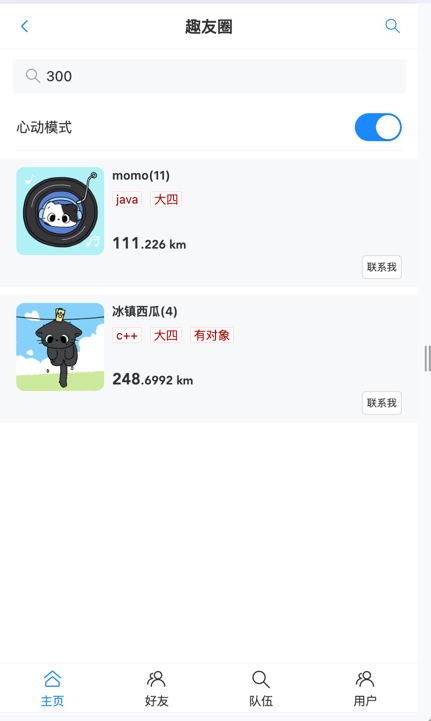 趣友圈
300
心动模式
momo(11)
java 大四
111.226 km
联系我
冰镇西瓜(4)
c++ 大四 有对象
248.6992 km
联系我
主页 好友 队伍 用户